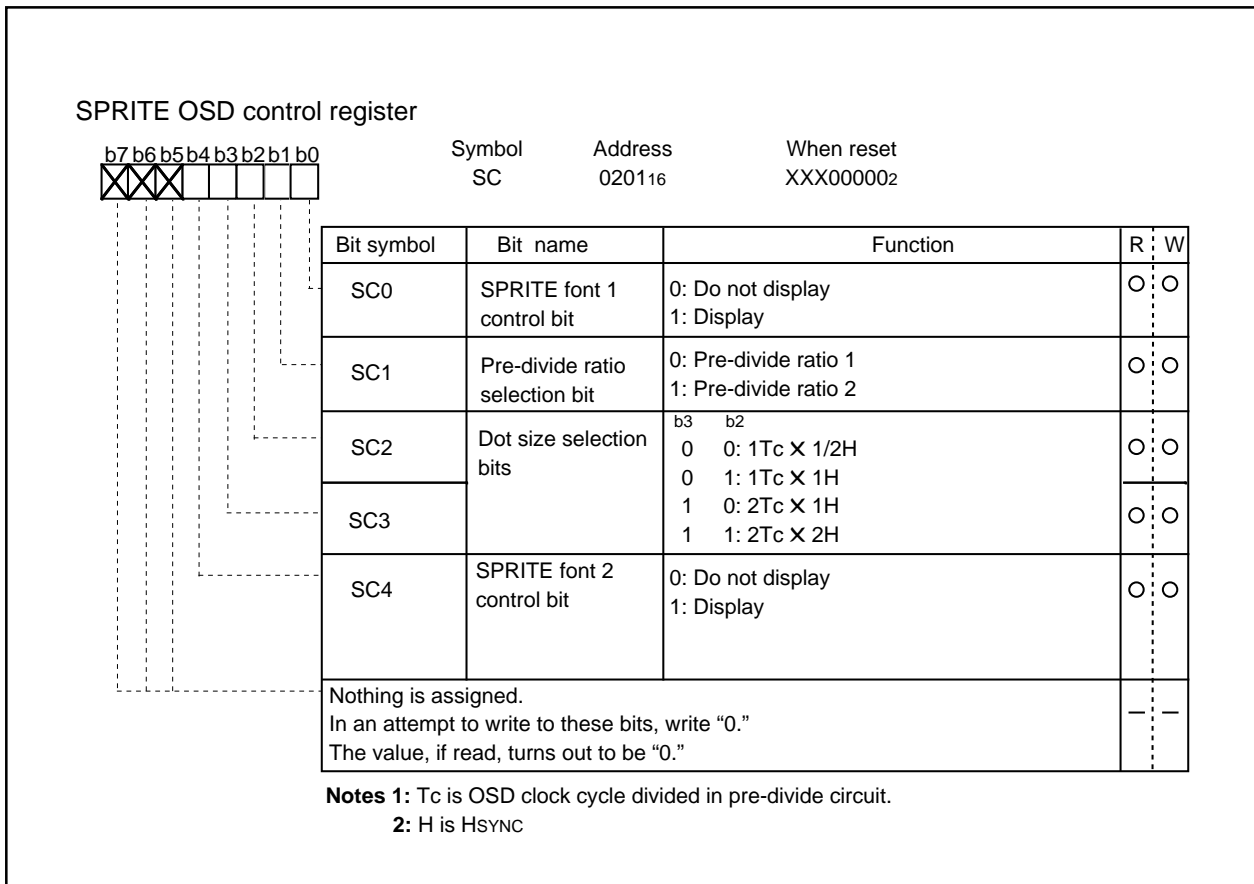 SPRITE OSD control register
b7 b6 b5 b4 b3 b2 b1 b0
Symbol Address When reset
SC 020116 XXX000002
Bit symbol Bit name Function R W
SC0 SPRITE font 1 control bit 0: Do not display
1: Display
SC1 Pre-divide ratio selection bit 0: Pre-divide ratio 1
1: Pre-divide ratio 2
SC2 Dot size selection bits b3 b2
0 0: 1Tc X 1/2H
0 1: 1Tc X 1H
SC3 1 0: 2Tc X 1H
1 1: 2Tc X 2H
SC4 SPRITE font 2 control bit 0: Do not display
1: Display
Nothing is assigned.
In an attempt to write to these bits, write “0.”
The value, if read, turns out to be “0.”
Notes 1: Tc is OSD clock cycle divided in pre-divide circuit.
2: H is HSYNC